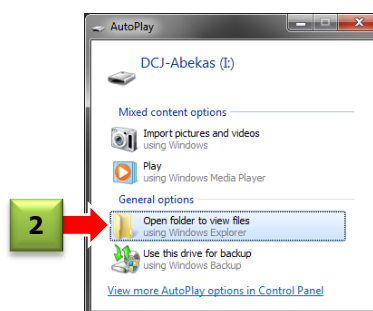 AutoPlay
DCJ-Abekas (I:)
Mixed content options
Import pictures and videos
using Windows
Play
using Windows Media Player
General options
2
Open folder to view files
using Windows Explorer
Use this drive for backup
using Windows Backup
View more AutoPlay options in Control Panel